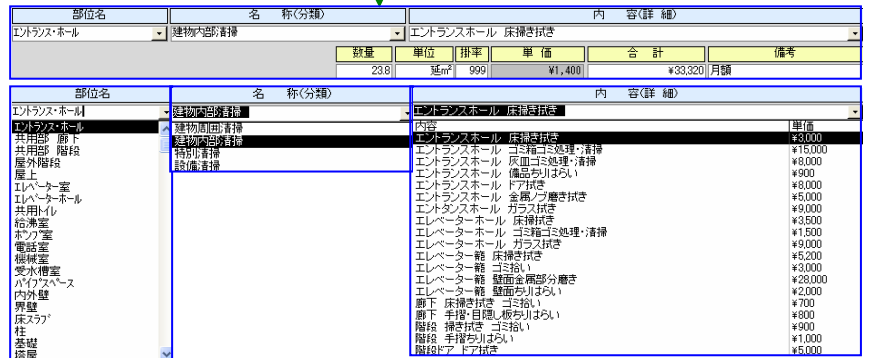 部位名 名 称(分類) 内 容(詳 細)
エントランス・ホール 建物内部清掃 エントランスホール 床掃き拭き
数量 単位 掛率 単 価 合 計 備考
23.8 延m² 999 ¥1,400 ¥33,320 月額
部位名 名 称(分類) 内 容(詳 細)
エントランス・ホール 建物内部清掃 エントランスホール 床掃き拭き
エントランス・ホール
共用部 廊下
共用部 階段
屋外階段
屋上
エレベーター室
エレベーターホール
共用トイレ
給沸室
ポンプ室
電話室
機械室
受水槽室
パイプスペース
内外壁
界壁
床スラブ
柱
基礎
塔屋
建物周囲清掃
建物内部清掃
特別清掃
設備清掃
内容 単価
エントランスホール 床掃き拭き ¥3,000
エントランスホール ゴミ箱ゴミ処理・清掃 ¥15,000
エントランスホール 灰皿ゴミ処理・清掃 ¥8,000
エントランスホール 備品ちりはらい ¥900
エントランスホール ドア拭き ¥8,000
エントランスホール 金属ノブ磨き拭き ¥5,000
エントタンスホール ガラス拭き ¥9,000
エレベーターホール 床掃拭き ¥3,500
エレベーターホール ゴミ箱ゴミ処理・清掃 ¥1,500
エレベーターホール ガラス拭き ¥9,000
エレベーター籠 床掃き拭き ¥5,200
エレベーター籠 ゴミ拾い ¥3,000
エレベーター籠 壁面金属部分磨き ¥28,000
エレベーター籠 壁面ちりはらい ¥2,000
廊下 床掃き拭き ゴミ拾い ¥700
廊下 手摺・目隠し板ちりはらい ¥800
階段 掃き拭き ゴミ拾い ¥900
階段 手摺ちりはらい ¥1,000
階段ドア ドア拭き ¥5,000